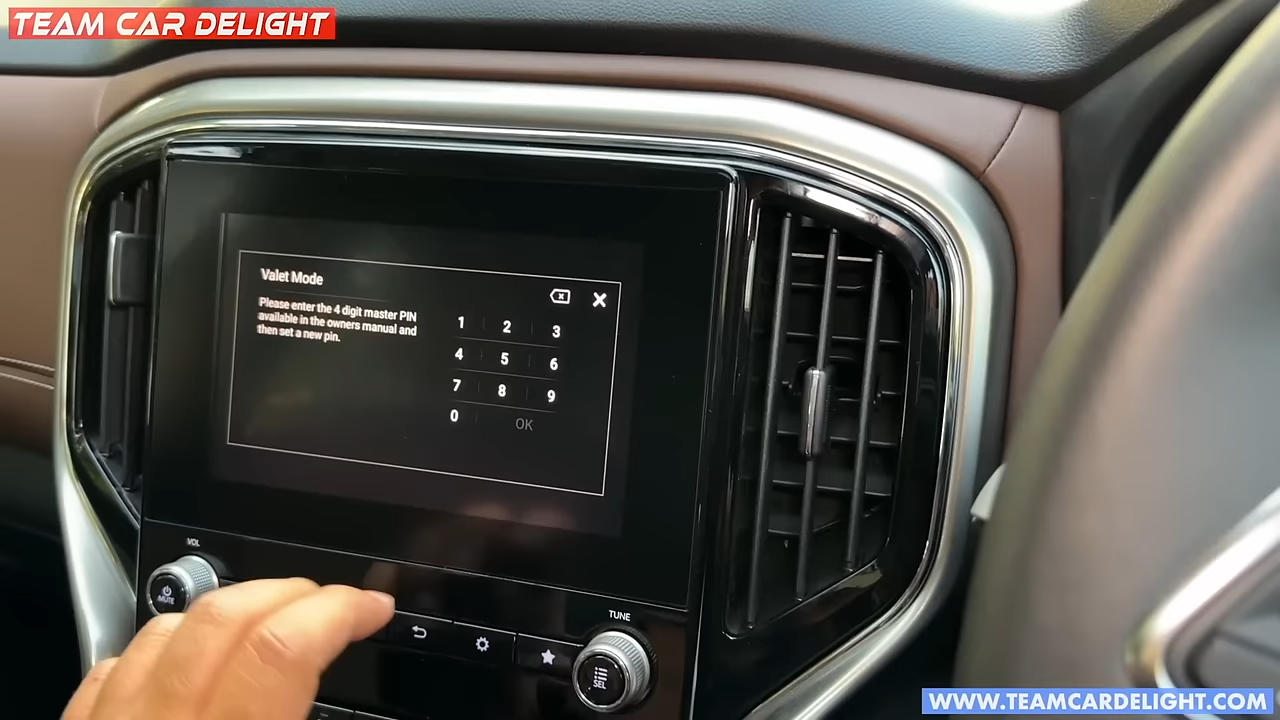 TEAM CAR DELIGHT
Valet Mode
Please enter the 4 digit master PIN
available in the owners manual and
then set a new pin.
1 2 3
4 5 6
7 8 9
0 OK
VOL
MUTE
TUNE
SEL
WWW.TEAMCARDELIGHT.COM